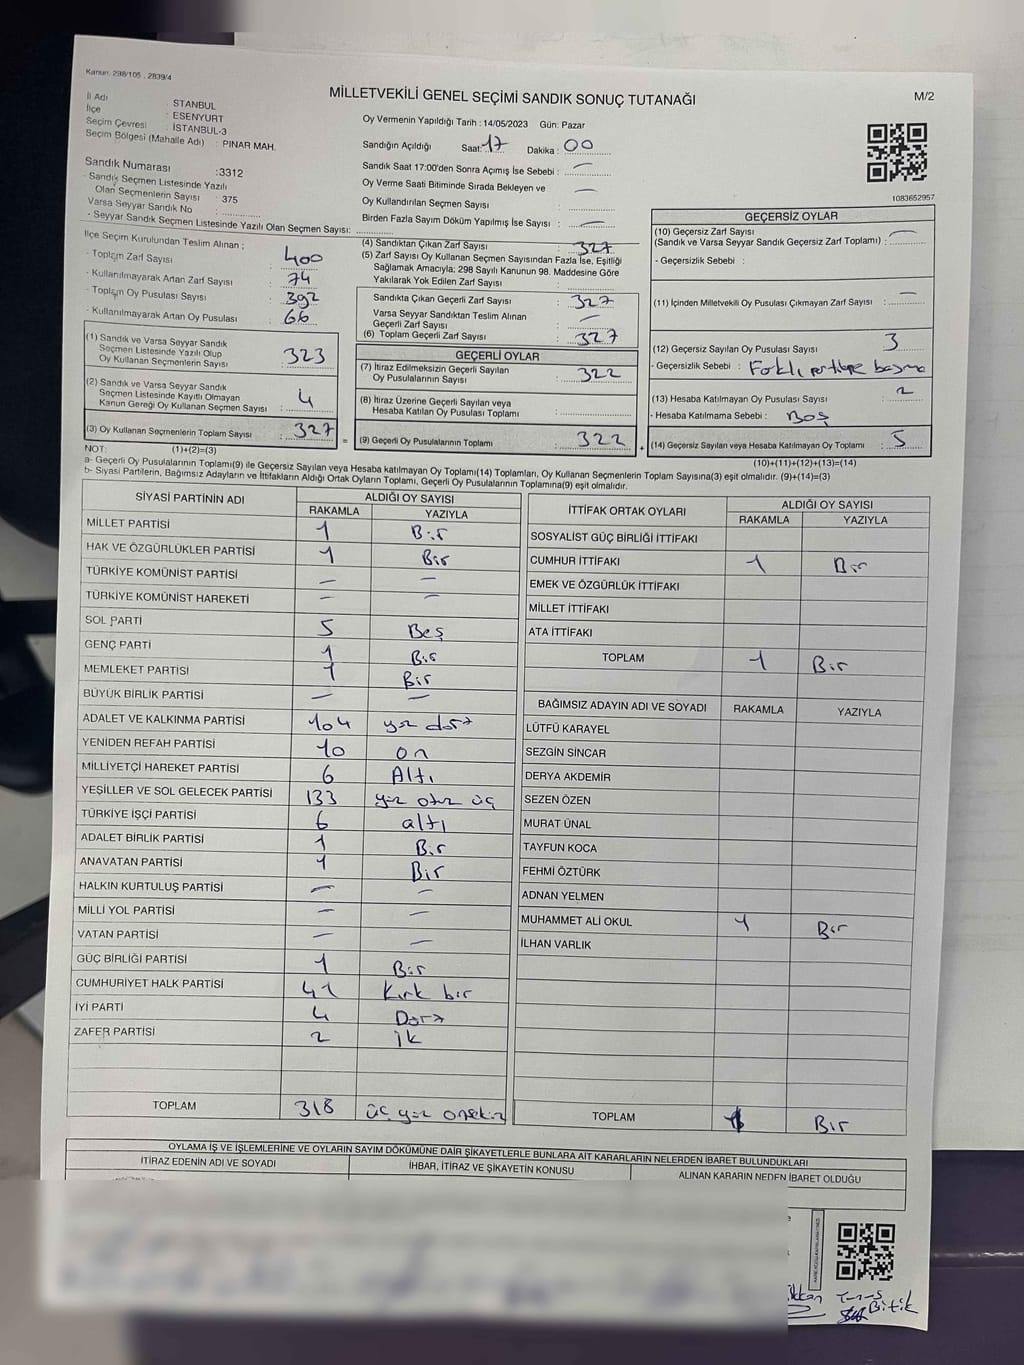 Kanun: 298/105 , 2839/4
MİLLETVEKİLİ GENEL SEÇİMİ SANDIK SONUÇ TUTANAĞI
M/2
İl Adı : İSTANBUL
İlçe : ESENYURT
Seçim Çevresi : İSTANBUL-3
Seçim Bölgesi (Mahalle Adı) : PINAR MAH.
Sandık Numarası :3312
- Sandık Seçmen Listesinde Yazılı
Olan Seçmenlerin Sayısı : 375
Varsa Seyyar Sandık No :
- Seyyar Sandık Seçmen Listesinde Yazılı Olan Seçmen Sayısı:
Oy Vermenin Yapıldığı Tarih : 14/05/2023 Gün: Pazar
Sandığın Açıldığı Saat: 17 Dakika : 00
Sandık Saat 17:00'den Sonra Açımış İse Sebebi : —
Oy Verme Saati Bitiminde Sırada Bekleyen ve —
Oy Kullandırılan Seçmen Sayısı :
Birden Fazla Sayım Döküm Yapılmış İse Sayısı : —
1083652957
İlçe Seçim Kurulundan Teslim Alınan ;
- Toplam Zarf Sayısı : 400
- Kullanılmayarak Artan Zarf Sayısı : 74
- Toplam Oy Pusulası Sayısı : 392
- Kullanılmayarak Artan Oy Pusulası : 66
(1) Sandık ve Varsa Seyyar Sandık
Seçmen Listesinde Yazılı Olup
Oy Kullanan Seçmenlerin Sayısı : 323
(2) Sandık ve Varsa Seyyar Sandık
Seçmen Listesinde Kayıtlı Olmayan
Kanun Gereği Oy Kullanan Seçmen Sayısı : 4
(3) Oy Kullanan Seçmenlerin Toplam Sayısı : 327
(4) Sandıktan Çıkan Zarf Sayısı : 327
(5) Zarf Sayısı Oy Kullanan Seçmen Sayısından Fazla İse, Eşitliği
Sağlamak Amacıyla; 298 Sayılı Kanunun 98. Maddesine Göre
Yakılarak Yok Edilen Zarf Sayısı :
Sandıkta Çıkan Geçerli Zarf Sayısı : 327
Varsa Seyyar Sandıktan Teslim Alınan
Geçerli Zarf Sayısı : —
(6) Toplam Geçerli Zarf Sayısı : 327
GEÇERLİ OYLAR
(7) İtiraz Edilmeksizin Geçerli Sayılan
Oy Pusulalarının Sayısı : 322
(8) İtiraz Üzerine Geçerli Sayılan veya
Hesaba Katılan Oy Pusulası Toplamı :
= (9) Geçerli Oy Pusulalarının Toplamı : 322
GEÇERSİZ OYLAR
(10) Geçersiz Zarf Sayısı —
(Sandık ve Varsa Seyyar Sandık Geçersiz Zarf Toplamı) :
- Geçersizlik Sebebi :
(11) İçinden Milletvekili Oy Pusulası Çıkmayan Zarf Sayısı : —
(12) Geçersiz Sayılan Oy Pusulası Sayısı : 3
- Geçersizlik Sebebi : Farklı partilere basma
(13) Hesaba Katılmayan Oy Pusulası Sayısı : 2
- Hesaba Katılmama Sebebi : Boş
+ (14) Geçersiz Sayılan veya Hesaba Katılmayan Oy Toplamı : 5
NOT: (1)+(2)=(3)
(10)+(11)+(12)+(13)=(14)
a- Geçerli Oy Pusulalarının Toplamı(9) ile Geçersiz Sayılan veya Hesaba katılmayan Oy Toplamı(14) Toplamları, Oy Kullanan Seçmenlerin Toplam Sayısına(3) eşit olmalıdır. (9)+(14)=(3)
b- Siyasi Partilerin, Bağımsız Adayların ve İttifakların Aldığı Ortak Oyların Toplamı, Geçerli Oy Pusulalarının Toplamına(9) eşit olmalıdır.
SİYASİ PARTİNİN ADI ALDIĞI OY SAYISI
RAKAMLA YAZIYLA
MİLLET PARTİSİ 1 Bir
HAK VE ÖZGÜRLÜKLER PARTİSİ 1 Bir
TÜRKİYE KOMÜNİST PARTİSİ — —
TÜRKİYE KOMÜNİST HAREKETİ — —
SOL PARTİ 5 Beş
GENÇ PARTİ 1 Bir
MEMLEKET PARTİSİ 1 Bir
BÜYÜK BİRLİK PARTİSİ — —
ADALET VE KALKINMA PARTİSİ 104 yüz dört
YENİDEN REFAH PARTİSİ 10 on
MİLLİYETÇİ HAREKET PARTİSİ 6 Altı
YEŞİLLER VE SOL GELECEK PARTİSİ 133 yüz otuz üç
TÜRKİYE İŞÇİ PARTİSİ 6 altı
ADALET BİRLİK PARTİSİ 1 Bir
ANAVATAN PARTİSİ 1 Bir
HALKIN KURTULUŞ PARTİSİ — —
MİLLİ YOL PARTİSİ — —
VATAN PARTİSİ — —
GÜÇ BİRLİĞİ PARTİSİ 1 Bir
CUMHURİYET HALK PARTİSİ 41 Kırk bir
İYİ PARTİ 4 Dört
ZAFER PARTİSİ 2 ik
TOPLAM 318 üç yüz onsekiz
İTTİFAK ORTAK OYLARI ALDIĞI OY SAYISI
RAKAMLA YAZIYLA
SOSYALİST GÜÇ BİRLİĞİ İTTİFAKI
CUMHUR İTTİFAKI 1 Bir
EMEK VE ÖZGÜRLÜK İTTİFAKI
MİLLET İTTİFAKI
ATA İTTİFAKI
TOPLAM 1 Bir
BAĞIMSIZ ADAYIN ADI VE SOYADI RAKAMLA YAZIYLA
LÜTFÜ KARAYEL
SEZGİN SİNCAR
DERYA AKDEMİR
SEZEN ÖZEN
MURAT ÜNAL
TAYFUN KOCA
FEHMİ ÖZTÜRK
ADNAN YELMEN
MUHAMMET ALİ OKUL 1 Bir
İLHAN VARLIK
TOPLAM 1 Bir
OYLAMA İŞ VE İŞLEMLERİNE VE OYLARIN SAYIM DÖKÜMÜNE DAİR ŞİKAYETLERLE BUNLARA AİT KARARLARIN NELERDEN İBARET BULUNDUKLARI
İTİRAZ EDENİN ADI VE SOYADI İHBAR, İTİRAZ VE ŞİKAYETİN KONUSU ALINAN KARARIN NEDEN İBARET OLDUĞU
Bitik